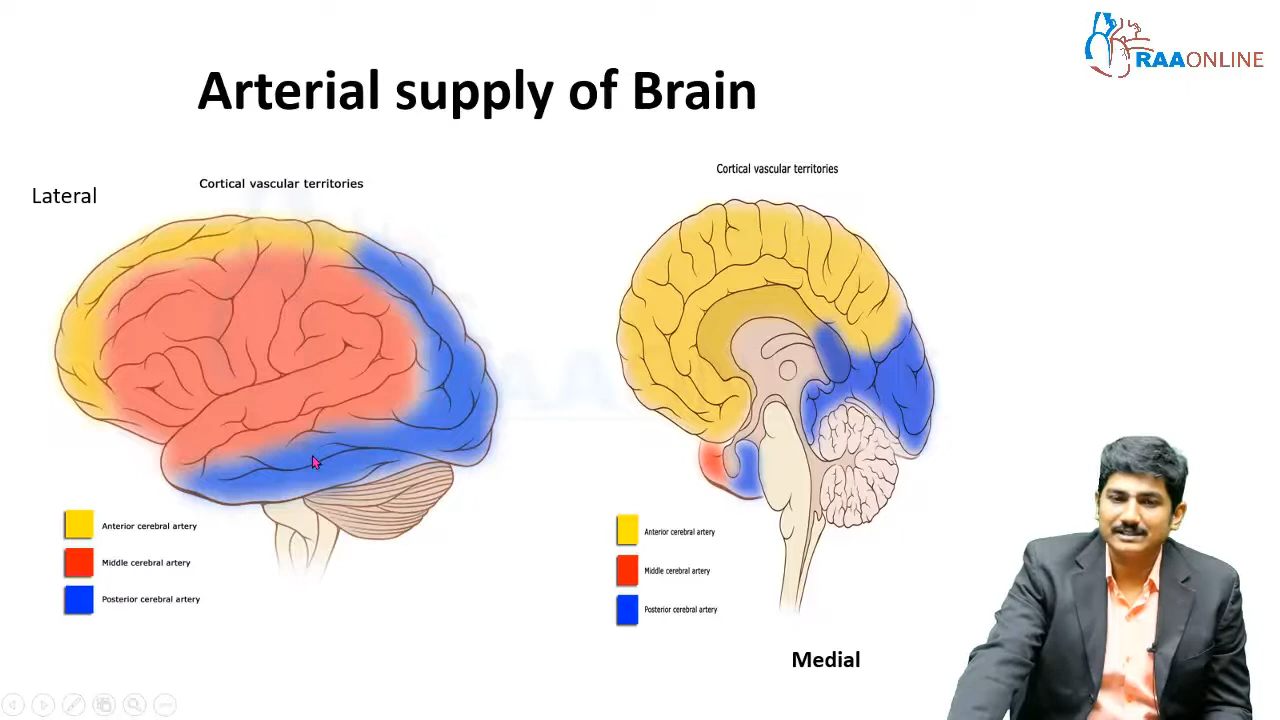 RAAONLINE
Arterial supply of Brain
Lateral
Cortical vascular territories
Anterior cerebral artery
Middle cerebral artery
Posterior cerebral artery
Cortical vascular territories
Anterior cerebral artery
Middle cerebral artery
Posterior cerebral artery
Medial